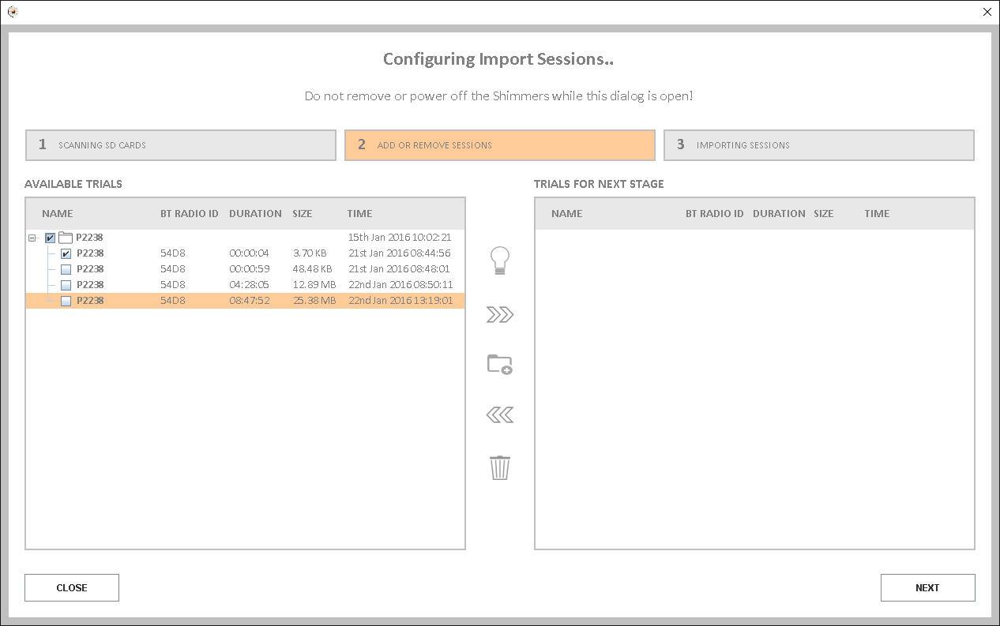 Configuring Import Sessions..
Do not remove or power off the Shimmers while this dialog is open!
1 SCANNING SD CARDS
2 ADD OR REMOVE SESSIONS
3 IMPORTING SESSIONS
AVAILABLE TRIALS
NAME BT RADIO ID DURATION SIZE TIME
P2238 15th Jan 2016 10:02:21
P2238 54D8 00:00:04 3.70 KB 21st Jan 2016 08:44:56
P2238 54D8 00:00:59 48.48 KB 21st Jan 2016 08:48:01
P2238 54D8 04:28:05 12.89 MB 22nd Jan 2016 08:50:11
P2238 54D8 08:47:52 25.38 MB 22nd Jan 2016 13:19:01
TRIALS FOR NEXT STAGE
NAME BT RADIO ID DURATION SIZE TIME
CLOSE
NEXT